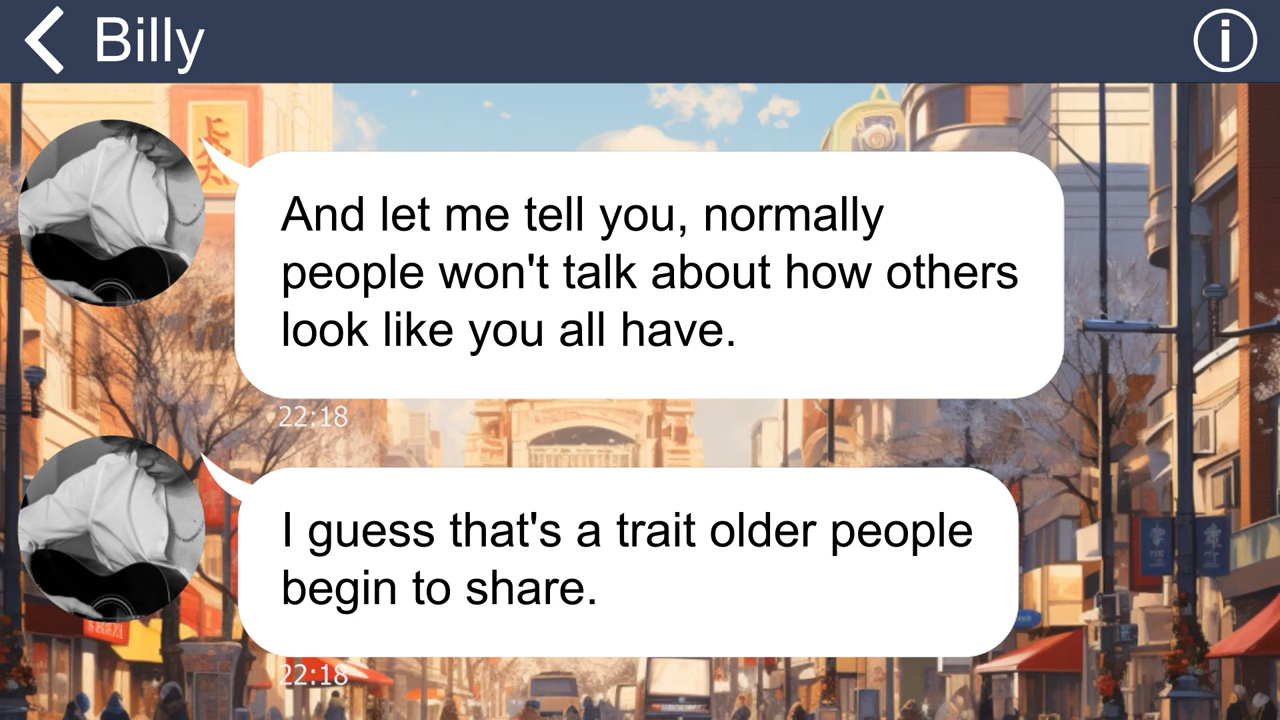 Billy
And let me tell you, normally
people won't talk about how others
look like you all have.
22:18
I guess that's a trait older people
begin to share.
22:18